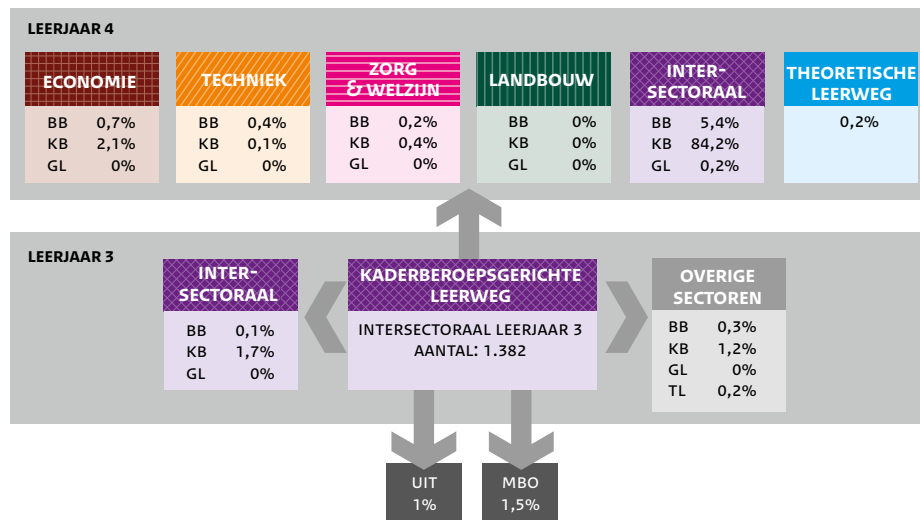 LEERJAAR 4
ECONOMIE
BB 0,7%
KB 2,1%
GL 0%
TECHNIEK
BB 0,4%
KB 0,1%
GL 0%
ZORG
& WELZIJN
BB 0,2%
KB 0,4%
GL 0%
LANDBOUW
BB 0%
KB 0%
GL 0%
INTER-
SECTORAAL
BB 5,4%
KB 84,2%
GL 0,2%
THEORETISCHE
LEERWEG
0,2%
LEERJAAR 3
INTER-
SECTORAAL
BB 0,1%
KB 1,7%
GL 0%
KADERBEROEPSGERICHTE
LEERWEG
INTERSECTORAAL LEERJAAR 3
AANTAL: 1.382
OVERIGE
SECTOREN
BB 0,3%
KB 1,2%
GL 0%
TL 0,2%
UIT
1%
MBO
1,5%